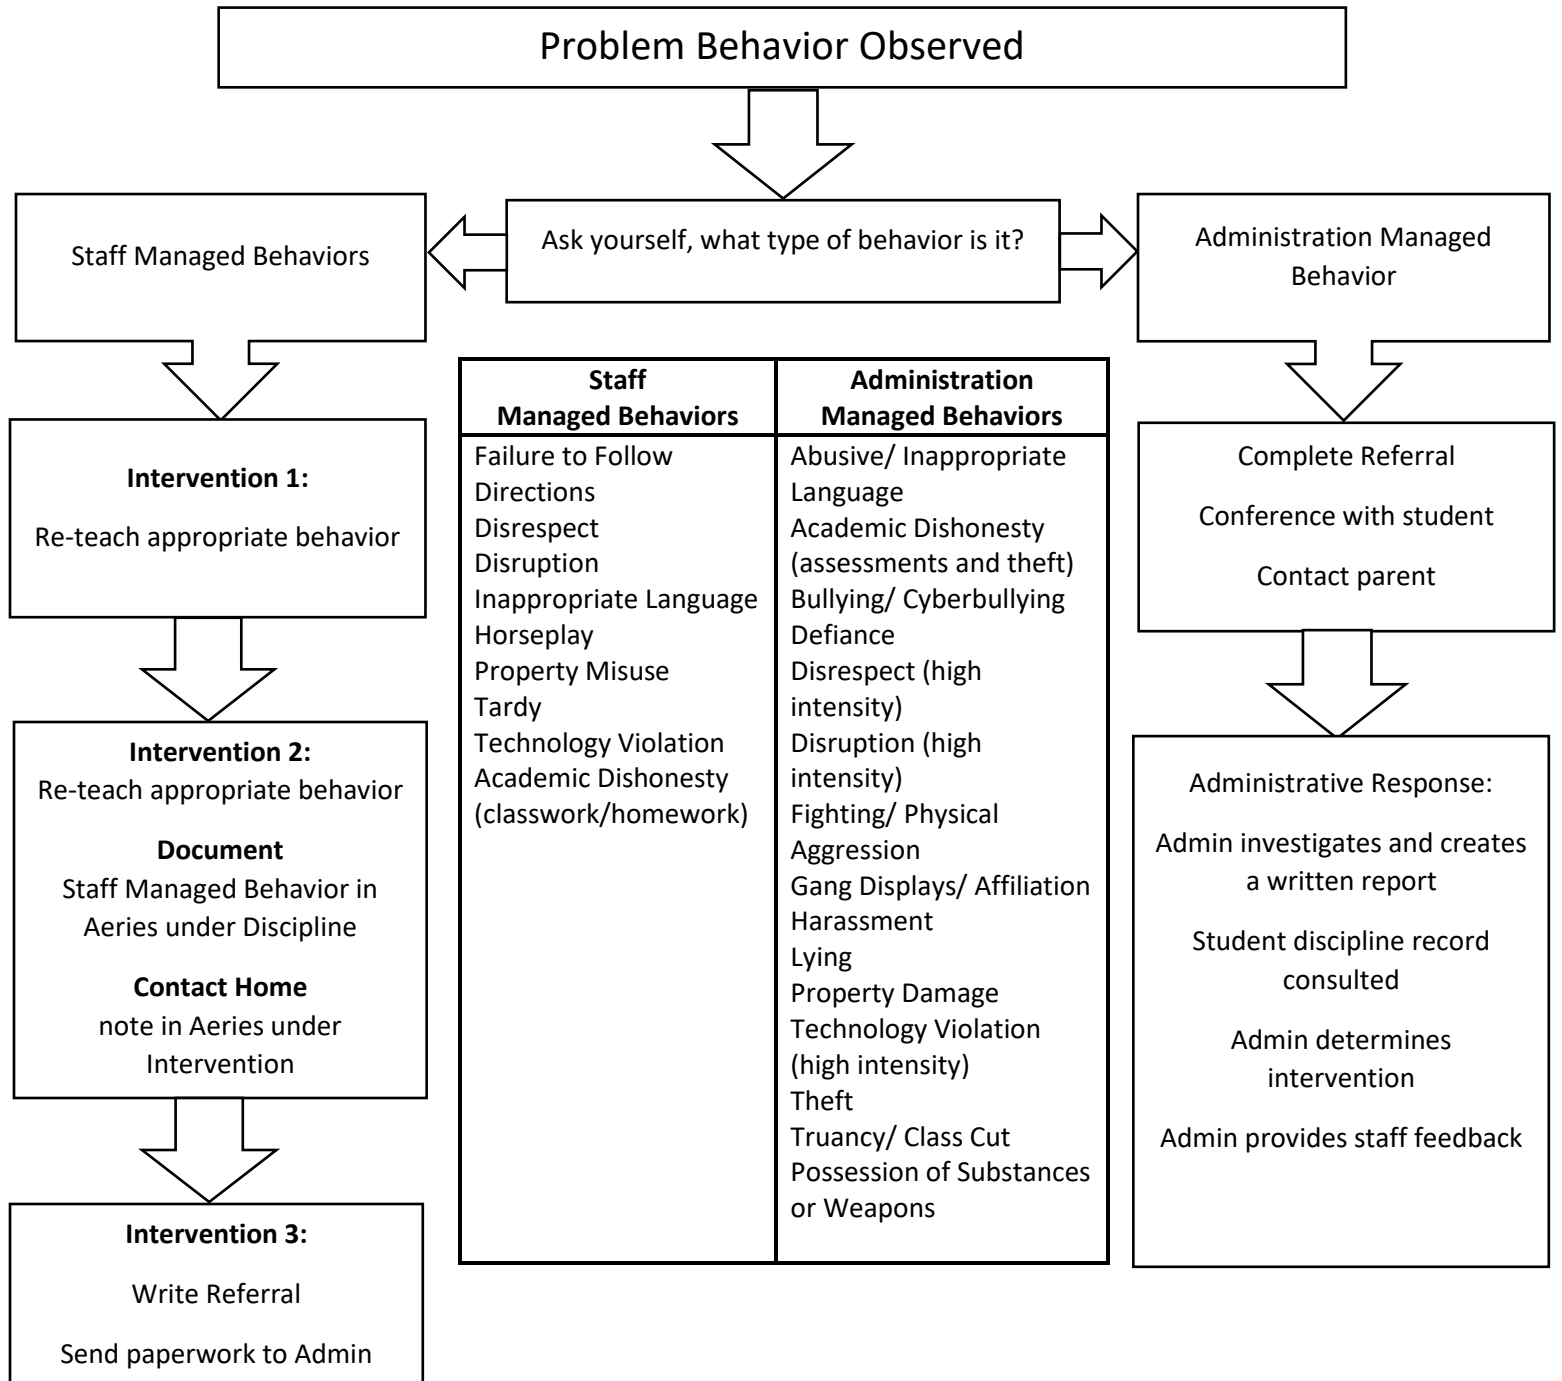 Problem Behavior Observed
Ask yourself, what type of behavior is it?
Staff Managed Behaviors
Intervention 1:
Re-teach appropriate behavior
Intervention 2:
Re-teach appropriate behavior
Document
Staff Managed Behavior in
Aeries under Discipline
Contact Home
note in Aeries under
Intervention
Intervention 3:
Write Referral
Send paperwork to Admin
Staff
Managed Behaviors
Failure to Follow
Directions
Disrespect
Disruption
Inappropriate Language
Horseplay
Property Misuse
Tardy
Technology Violation
Academic Dishonesty
(classwork/homework)
Administration
Managed Behaviors
Abusive/ Inappropriate
Language
Academic Dishonesty
(assessments and theft)
Bullying/ Cyberbullying
Defiance
Disrespect (high
intensity)
Disruption (high
intensity)
Fighting/ Physical
Aggression
Gang Displays/ Affiliation
Harassment
Lying
Property Damage
Technology Violation
(high intensity)
Theft
Truancy/ Class Cut
Possession of Substances
or Weapons
Administration Managed
Behavior
Complete Referral
Conference with student
Contact parent
Administrative Response:
Admin investigates and creates
a written report
Student discipline record
consulted
Admin determines
intervention
Admin provides staff feedback